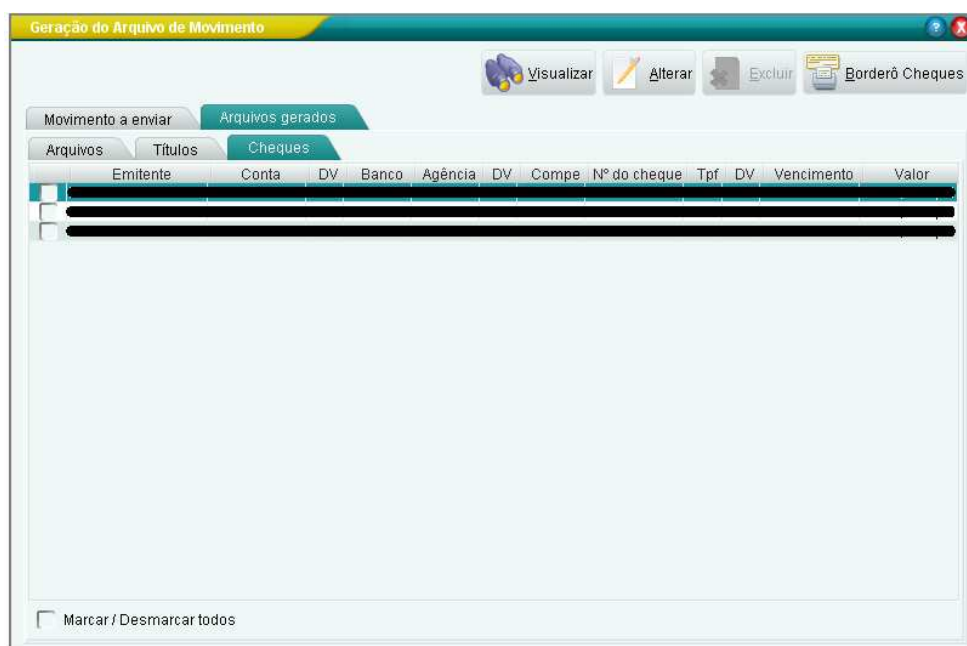 Geração do Arquivo de Movimento
Visualizar Alterar Excluir Borderô Cheques
Movimento a enviar Arquivos gerados
Arquivos Títulos Cheques
Emitente Conta DV Banco Agência DV Compe Nº do cheque Tpf DV Vencimento Valor
Marcar / Desmarcar todos